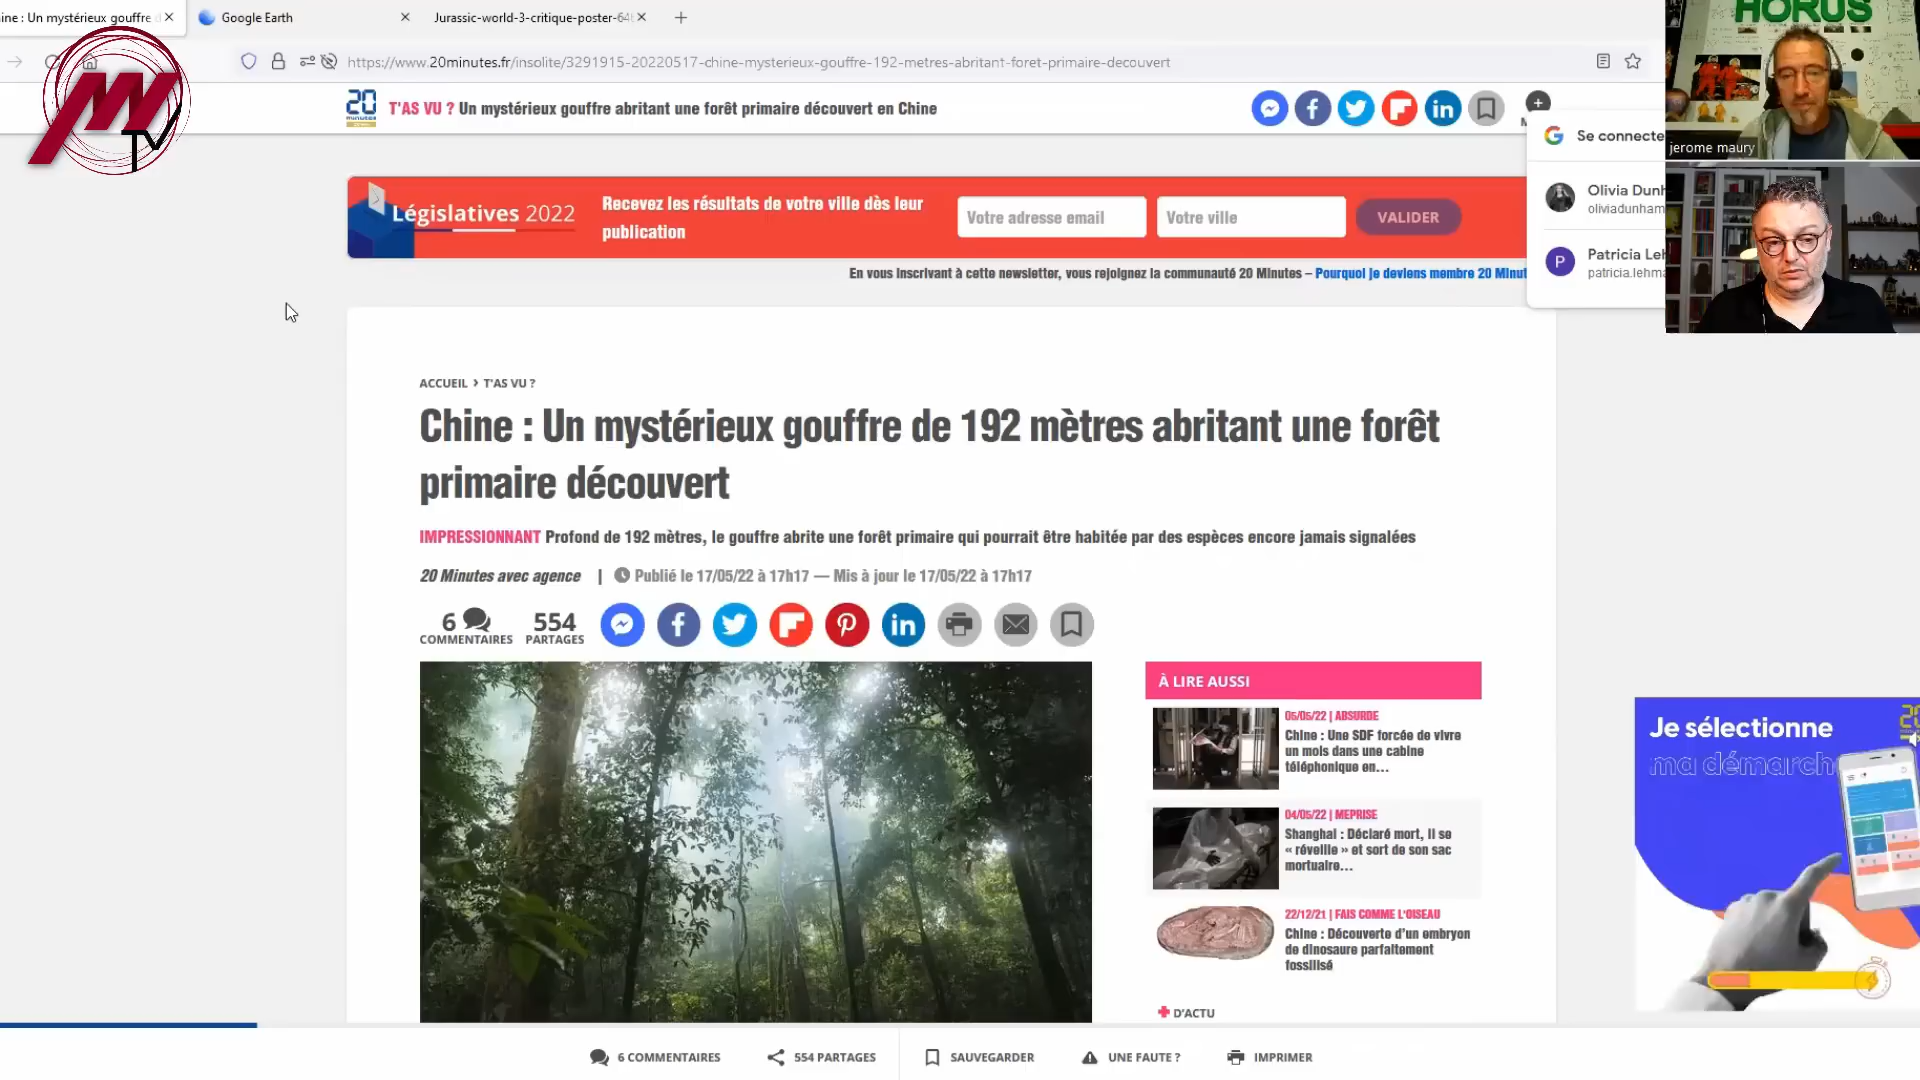 ine : Un mystérieux gouffre d
Google Earth
Jurassic-world-3-critique-poster-64
https://www.20minutes.fr/insolite/3291915-20220517-chine-mysterieux-gouffre-192-metres-abritant-foret-primaire-decouvert
MTV
20 minutes
T'AS VU ? Un mystérieux gouffre abritant une forêt primaire découvert en Chine
HORUS
jerome maury
Se connecte
Olivia Dunh
oliviadunham
Patricia Leh
patricia.lehma
P
Législatives 2022
Recevez les résultats de votre ville dès leur
publication
Votre adresse email
Votre ville
VALIDER
En vous inscrivant à cette newsletter, vous rejoignez la communauté 20 Minutes – Pourquoi je deviens membre 20 Minut
ACCUEIL › T'AS VU ?
Chine : Un mystérieux gouffre de 192 mètres abritant une forêt
primaire découvert
IMPRESSIONNANT Profond de 192 mètres, le gouffre abrite une forêt primaire qui pourrait être habitée par des espèces encore jamais signalées
20 Minutes avec agence | Publié le 17/05/22 à 17h17 — Mis à jour le 17/05/22 à 17h17
6
COMMENTAIRES
554
PARTAGES
À LIRE AUSSI
05/05/22 | ABSURDE
Chine : Une SDF forcée de vivre
un mois dans une cabine
téléphonique en...
04/05/22 | MEPRISE
Shanghai : Déclaré mort, il se
« réveille » et sort de son sac
mortuaire...
22/12/21 | FAIS COMME L'OISEAU
Chine : Découverte d'un embryon
de dinosaure parfaitement
fossilisé
+ D'ACTU
Je sélectionne
ma démarch
20
6 COMMENTAIRES
554 PARTAGES
SAUVEGARDER
UNE FAUTE ?
IMPRIMER